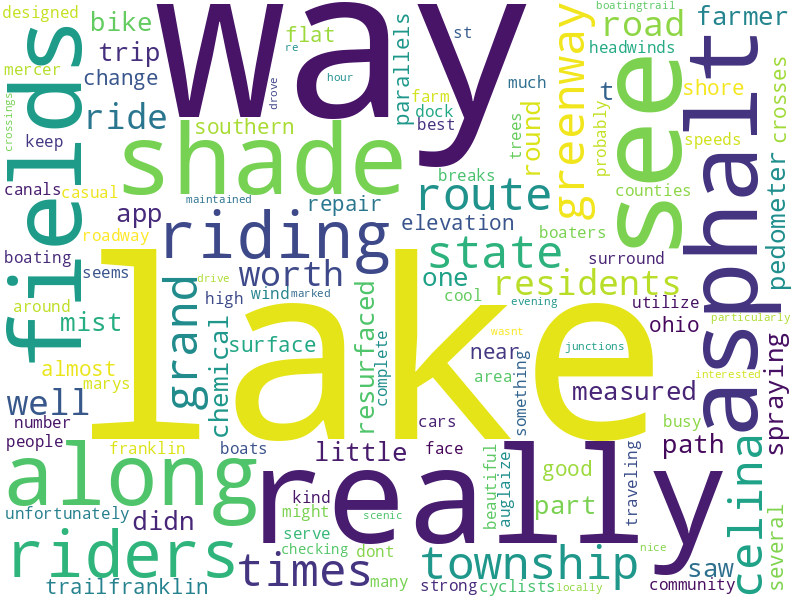 designed
bike
way
boatingtrail
farmer
mercer
trip
re
flat
st
headwinds
road
change
drove
hour
much
parallels
fields
see
asphalt
farm
dock
t
shore
ride
southern
best
trees
round
greenway
probably
speeds
crosses
crossings
keep
shade
breaks
counties
pedometer
canals
casual
maintained
repair
route
boaters
app
elevation
roadway
riding
state
surround
boating
seems
worth
one
residents
wind
marked
drive
high
cool
evening
utilize
around
mist
grand
chemical
lake
near
ohio
particularly
surface
resurfaced
complete
wasnt
junctions
almost
area
something
interested
marys
measured
well
spraying
number
cars
people
busy
path
along
franklin
boats
little
face
really
celina
kind
beautiful
auglaize
good
traveling
unfortunately
didn
might
part
several
serve
scenic
riders
checking
dont
township
nice
saw
times
many
strong
cyclists
locally
community
trailfranklin